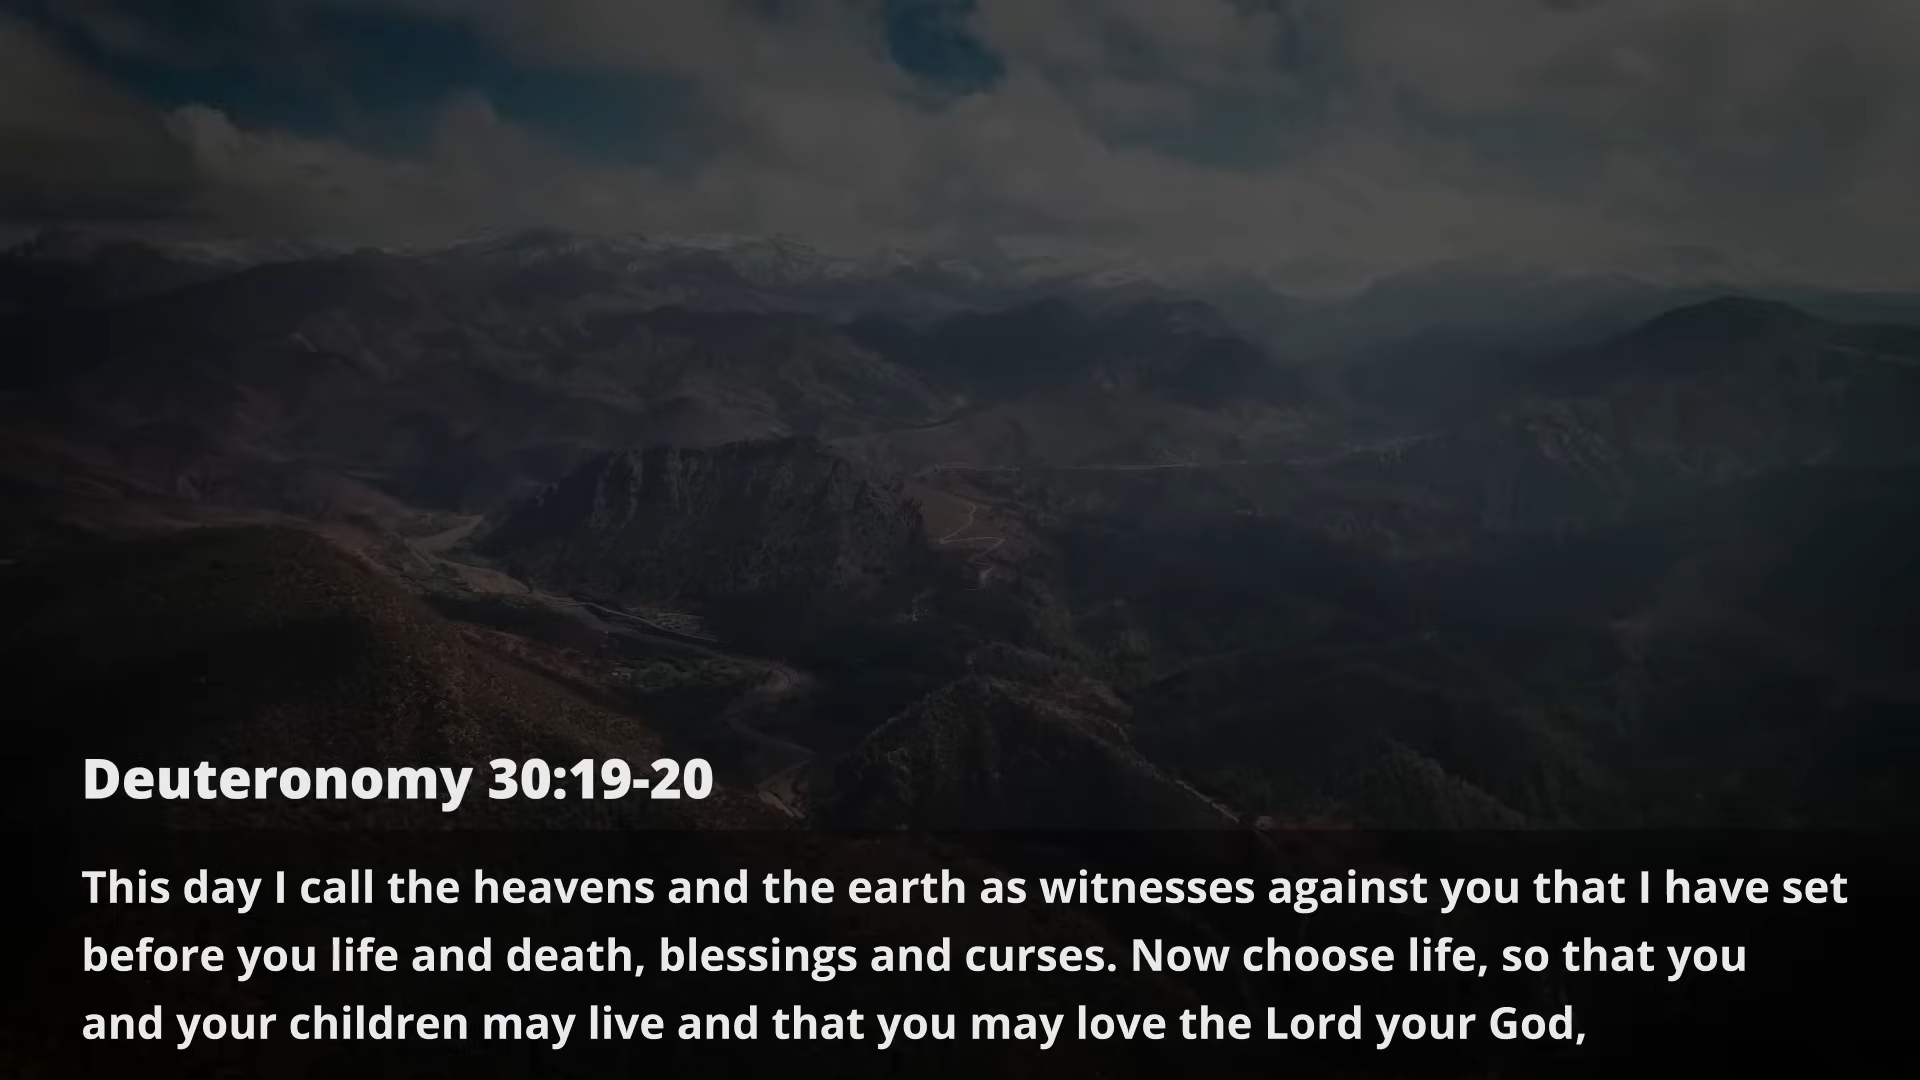 Deuteronomy 30:19-20
This day I call the heavens and the earth as witnesses against you that I have set
before you life and death, blessings and curses. Now choose life, so that you
and your children may live and that you may love the Lord your God,